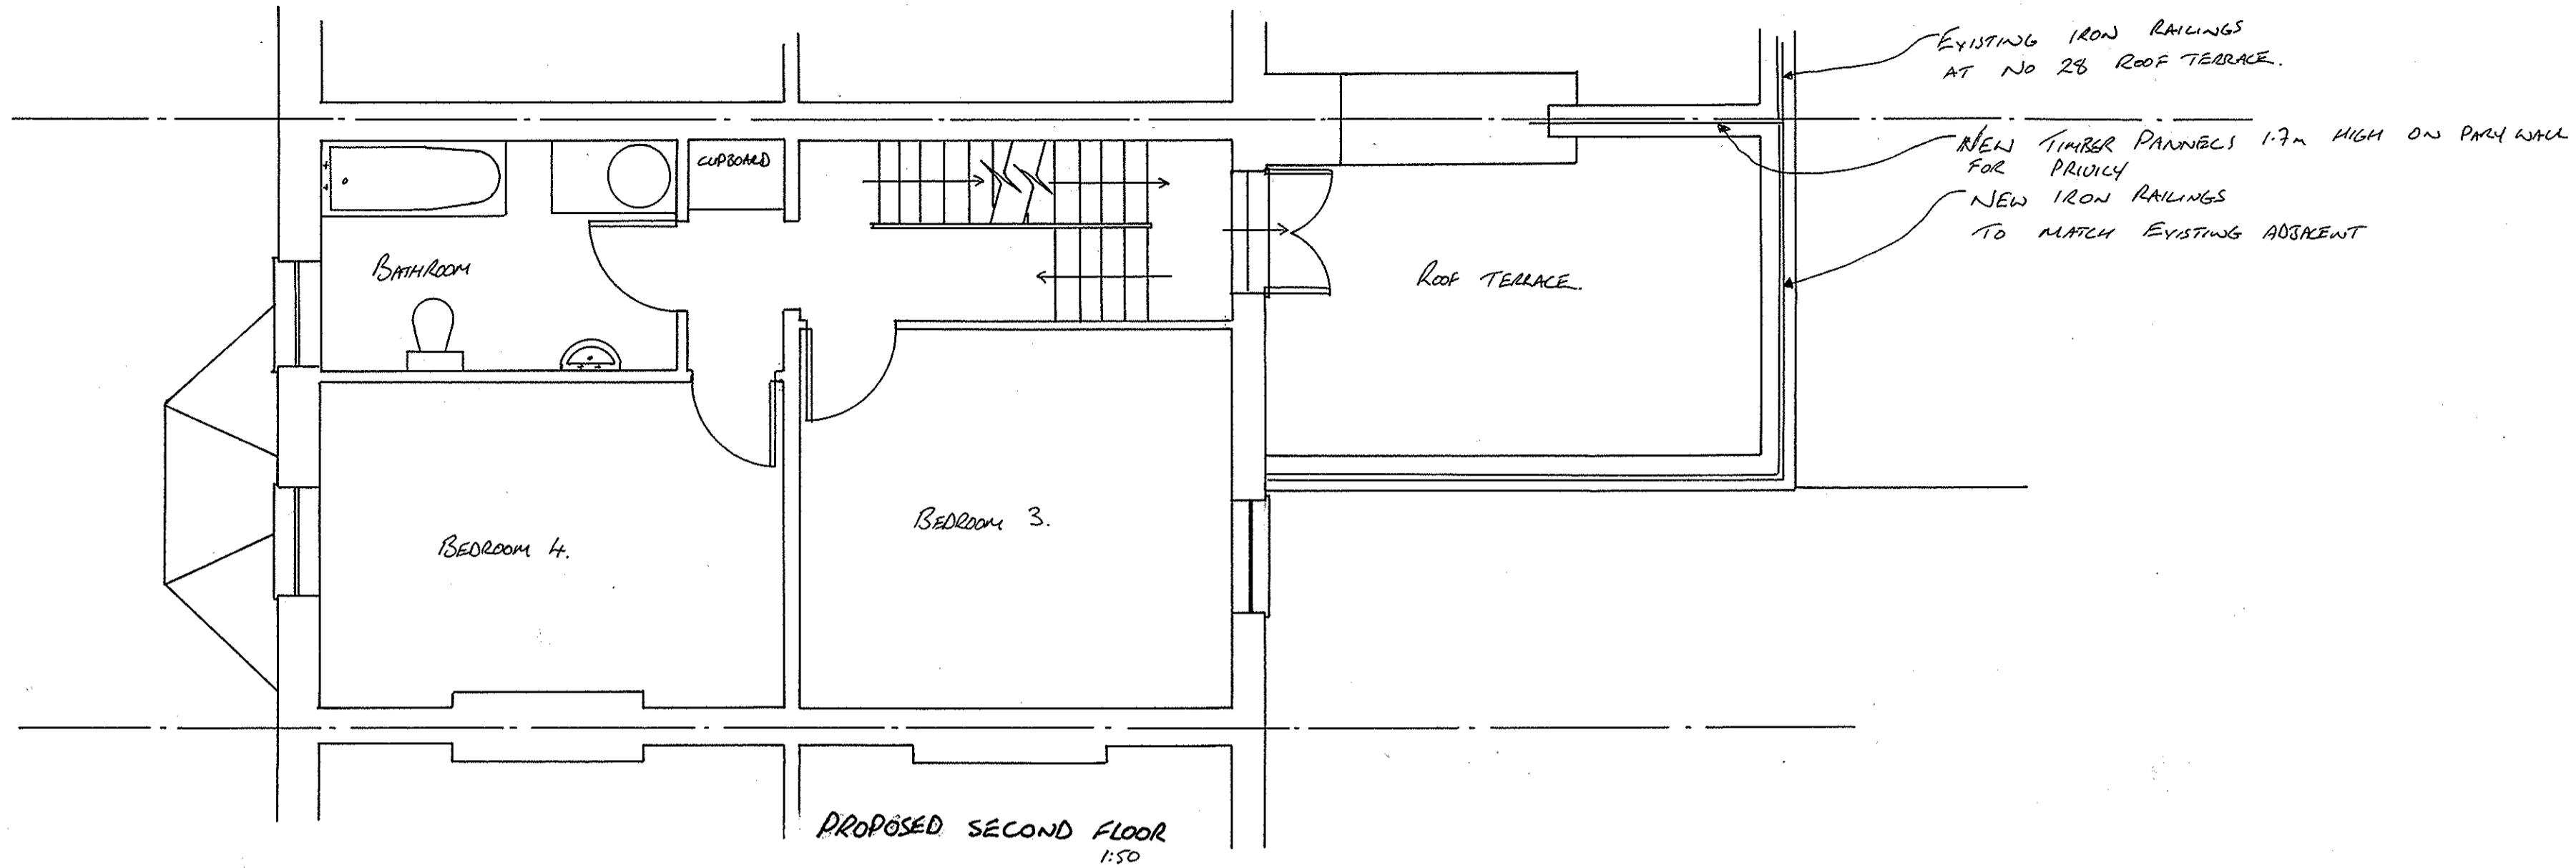 EXISTING IRON RAILINGS
AT NO 28 ROOF TERRACE.
NEW TIMBER PANNELS 1.7m HIGH ON PARY WALL
FOR PRIVICY
NEW IRON RAILINGS
TO MATCH EXISTING ADJACENT
CUPBOARD
BATHROOM
ROOF TERRACE.
BEDROOM 3.
BEDROOM 4.
PROPOSED SECOND FLOOR
1:50